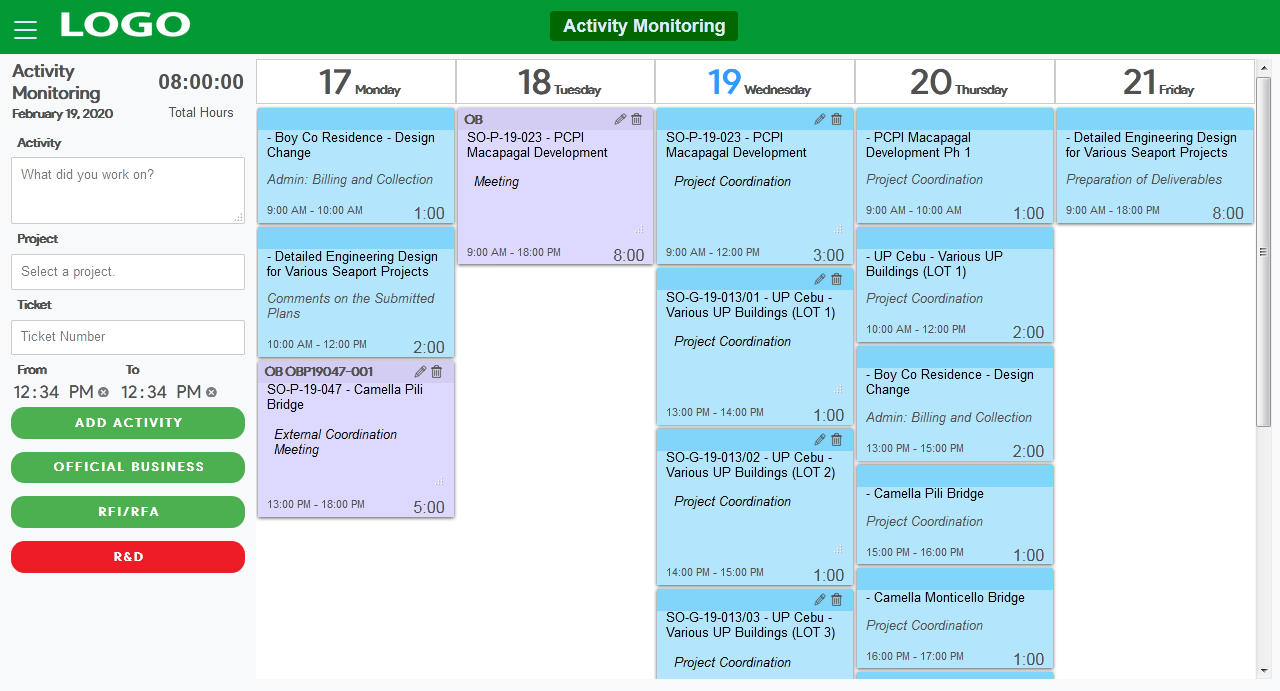 LOGO
Activity Monitoring
Activity
Monitoring
February 19, 2020
08:00:00
Total Hours
Activity
What did you work on?
Project
Select a project.
Ticket
Ticket Number
From
To
12:34 PM
12:34 PM
ADD ACTIVITY
OFFICIAL BUSINESS
RFI/RFA
R&D
17 Monday
- Boy Co Residence - Design
Change
Admin: Billing and Collection
9:00 AM - 10:00 AM
1:00
- Detailed Engineering Design
for Various Seaport Projects
Comments on the Submitted
Plans
10:00 AM - 12:00 PM
2:00
OB OBP19047-001
SO-P-19-047 - Camella Pili
Bridge
External Coordination
Meeting
13:00 PM - 18:00 PM
5:00
18 Tuesday
OB
SO-P-19-023 - PCPI
Macapagal Development
Meeting
9:00 AM - 18:00 PM
8:00
19 Wednesday
SO-P-19-023 - PCPI
Macapagal Development
Project Coordination
9:00 AM - 12:00 PM
3:00
SO-G-19-013/01 - UP Cebu -
Various UP Buildings (LOT 1)
Project Coordination
13:00 PM - 14:00 PM
1:00
SO-G-19-013/02 - UP Cebu -
Various UP Buildings (LOT 2)
Project Coordination
14:00 PM - 15:00 PM
1:00
SO-G-19-013/03 - UP Cebu -
Various UP Buildings (LOT 3)
Project Coordination
20 Thursday
- PCPI Macapagal
Development Ph 1
Project Coordination
9:00 AM - 10:00 AM
1:00
- UP Cebu - Various UP
Buildings (LOT 1)
Project Coordination
10:00 AM - 12:00 PM
2:00
- Boy Co Residence - Design
Change
Admin: Billing and Collection
13:00 PM - 15:00 PM
2:00
- Camella Pili Bridge
Project Coordination
15:00 PM - 16:00 PM
1:00
- Camella Monticello Bridge
Project Coordination
16:00 PM - 17:00 PM
1:00
21 Friday
- Detailed Engineering Design
for Various Seaport Projects
Preparation of Deliverables
9:00 AM - 18:00 PM
8:00